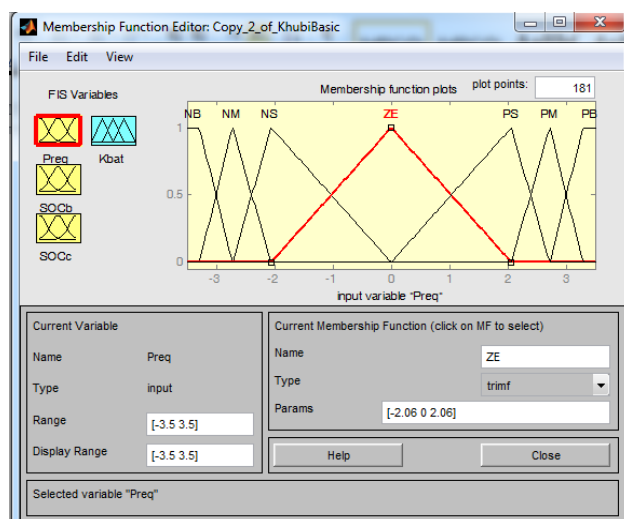 Membership Function Editor: Copy_2_of_KhubiBasic
File Edit View
FIS Variables
Membership function plots
plot points:
181
NB NM NS ZE PS PM PB
Preq
Kbat
SOCb
SOCc
1
0.5
0
-3 -2 -1 0 1 2 3
input variable "Preq"
Current Variable
Name Preq
Type input
Range [-3.5 3.5]
Display Range [-3.5 3.5]
Current Membership Function (click on MF to select)
Name ZE
Type trimf
Params [-2.06 0 2.06]
Help Close
Selected variable "Preq"